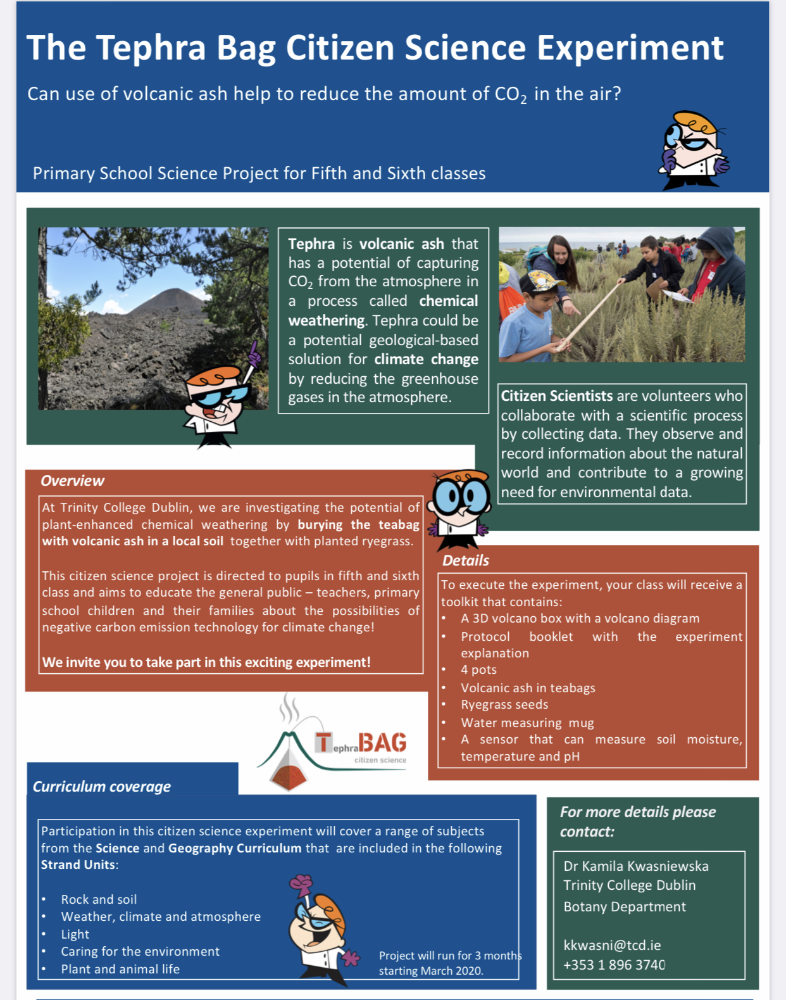 The Tephra Bag Citizen Science Experiment
Can use of volcanic ash help to reduce the amount of CO₂ in the air?
Primary School Science Project for Fifth and Sixth classes
Tephra is volcanic ash that
has a potential of capturing
CO₂ from the atmosphere in
a process called chemical
weathering. Tephra could be
a potential geological-based
solution for climate change
by reducing the greenhouse
gases in the atmosphere.
Citizen Scientists are volunteers who
collaborate with a scientific process
by collecting data. They observe and
record information about the natural
world and contribute to a growing
need for environmental data.
Overview
At Trinity College Dublin, we are investigating the potential of
plant-enhanced chemical weathering by burying the teabag
with volcanic ash in a local soil together with planted ryegrass.
This citizen science project is directed to pupils in fifth and sixth
class and aims to educate the general public – teachers, primary
school children and their families about the possibilities of
negative carbon emission technology for climate change!
We invite you to take part in this exciting experiment!
Details
To execute the experiment, your class will receive a
toolkit that contains:
• A 3D volcano box with a volcano diagram
• Protocol booklet with the experiment
explanation
• 4 pots
• Volcanic ash in teabags
• Ryegrass seeds
• Water measuring mug
• A sensor that can measure soil moisture,
temperature and pH
TephraBAG
citizen science
Curriculum coverage
Participation in this citizen science experiment will cover a range of subjects
from the Science and Geography Curriculum that are included in the following
Strand Units:
• Rock and soil
• Weather, climate and atmosphere
• Light
• Caring for the environment
• Plant and animal life
Project will run for 3 months
starting March 2020.
For more details please
contact:
Dr Kamila Kwasniewska
Trinity College Dublin
Botany Department
kkwasni@tcd.ie
+353 1 896 3740